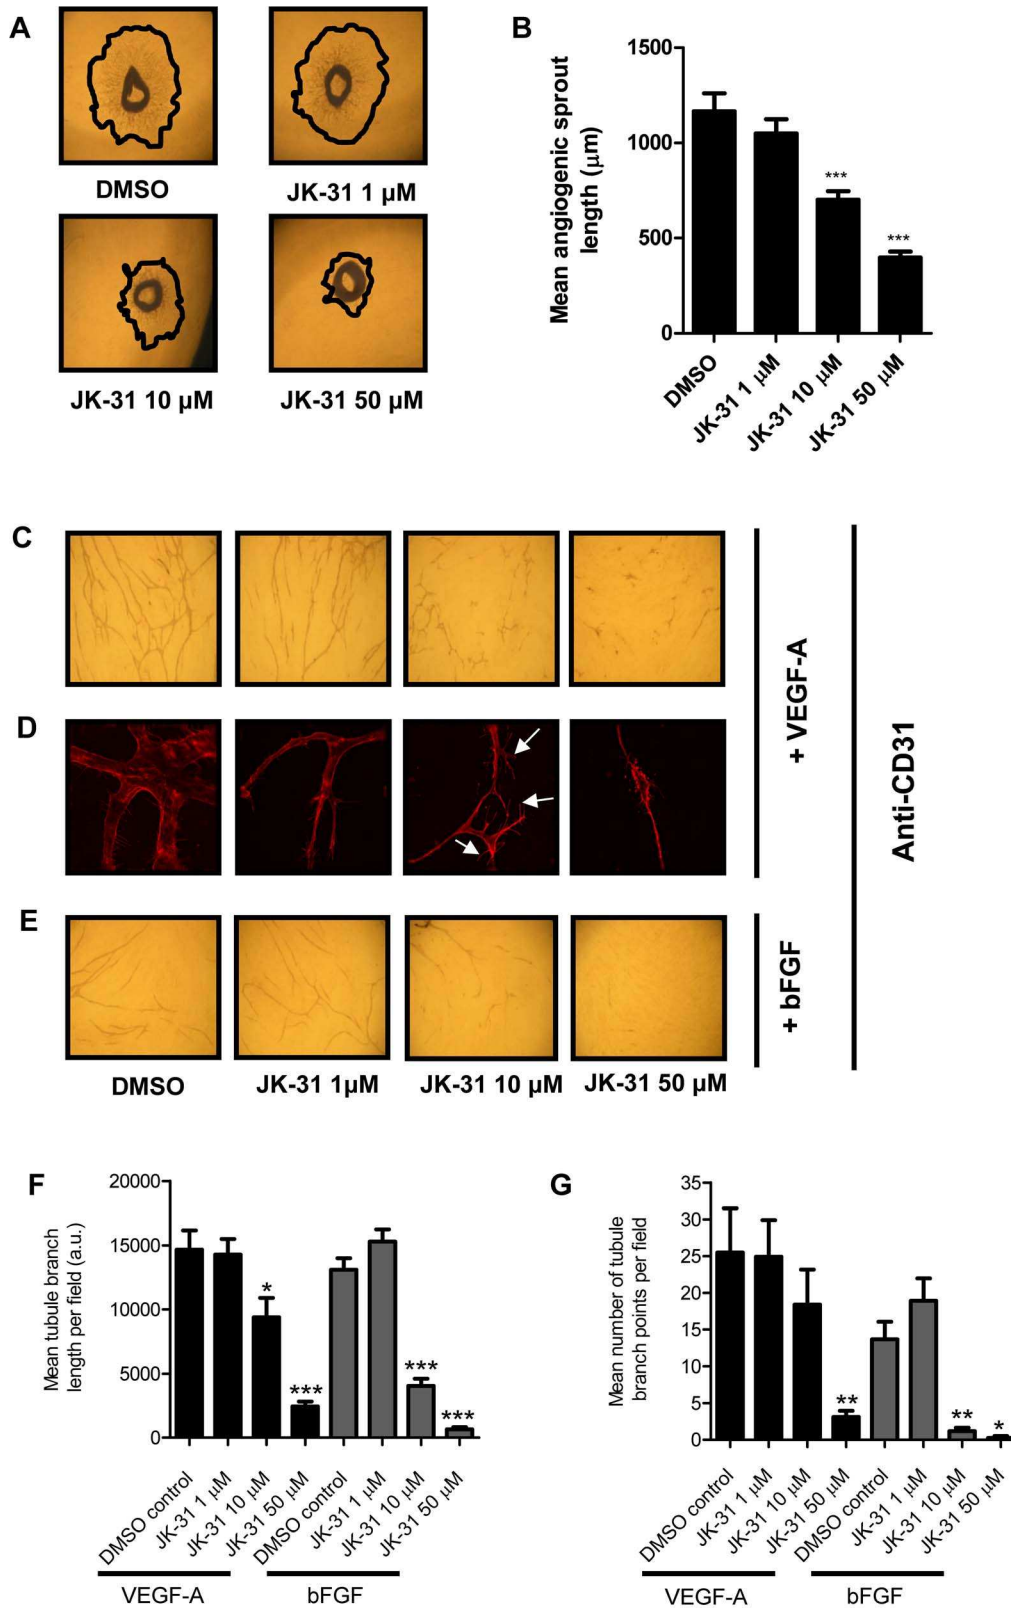 A
DMSO
JK-31 1 µM
JK-31 10 µM
JK-31 50 µM
B
Mean angiogenic sprout
length (µm)
1500
1000
500
0
***
***
DMSO
JK-31 1 µM
JK-31 10 µM
JK-31 50 µM
C
D
E
+ VEGF-A
+ bFGF
Anti-CD31
DMSO
JK-31 1µM
JK-31 10 µM
JK-31 50 µM
F
Mean tubule branch
length per field (a.u.)
20000
15000
10000
5000
0
*
***
***
***
DMSO control
JK-31 1 µM
JK-31 10 µM
JK-31 50 µM
DMSO control
JK-31 1 µM
JK-31 10 µM
JK-31 50 µM
VEGF-A
bFGF
G
Mean number of tubule
branch points per field
35
30
25
20
15
10
5
0
**
**
*
DMSO control
JK-31 1 µM
JK-31 10 µM
JK-31 50 µM
DMSO control
JK-31 1 µM
JK-31 10 µM
JK-31 50 µM
VEGF-A
bFGF